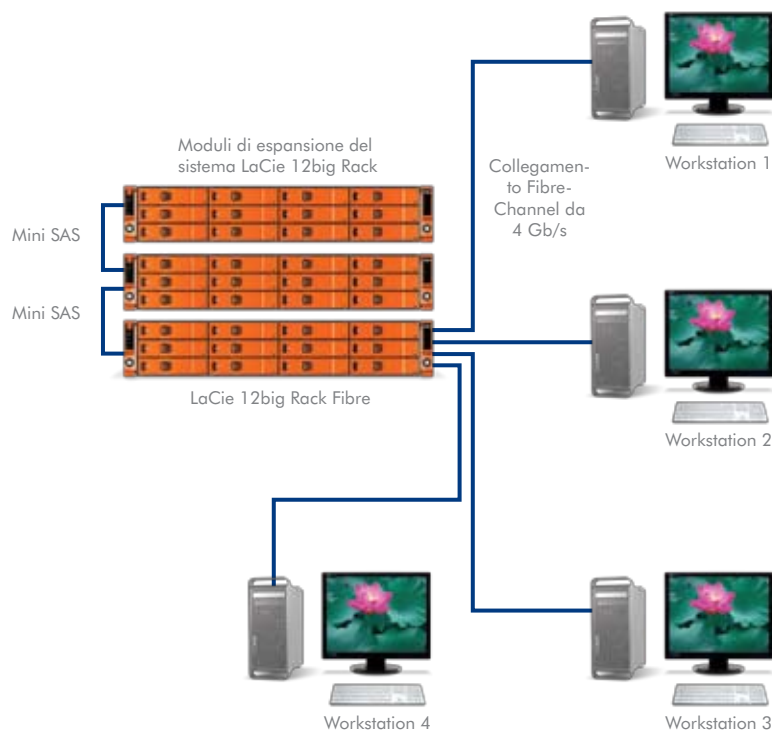 Moduli di espansione del
sistema LaCie 12big Rack
Mini SAS
Mini SAS
LaCie 12big Rack Fibre
Collegamen-
to Fibre-
Channel da
4 Gb/s
Workstation 1
Workstation 2
Workstation 4
Workstation 3